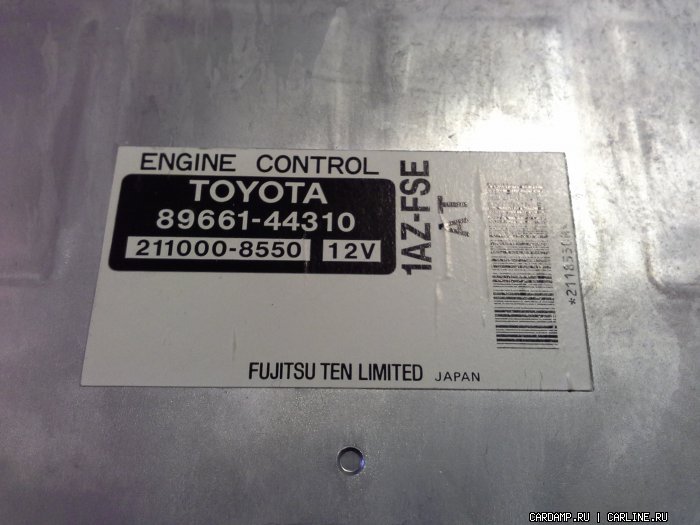 ENGINE CONTROL
TOYOTA
89661-44310
211000-8550 12V
1AZ-FSE
A T
FUJITSU TEN LIMITED JAPAN
CARDAMP.RU | CARLINE.RU